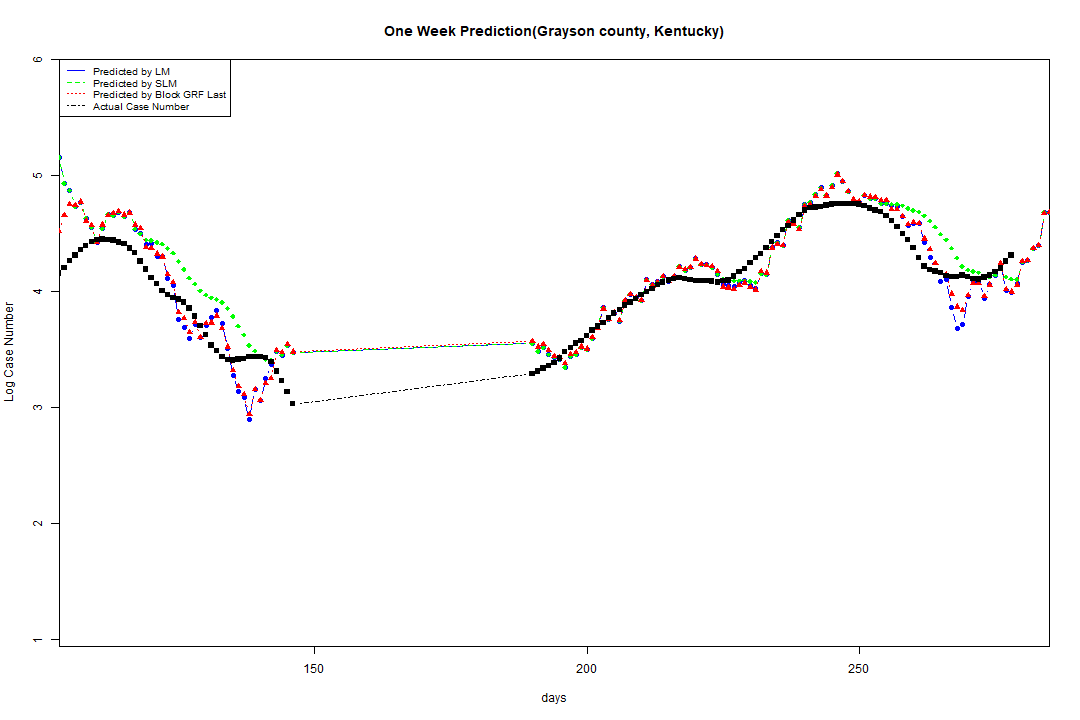 One Week Prediction(Grayson county, Kentucky)
Predicted by LM
Predicted by SLM
Predicted by Block GRF Last
Actual Case Number
6
5
4
3
2
1
Log Case Number
150 200 250
days